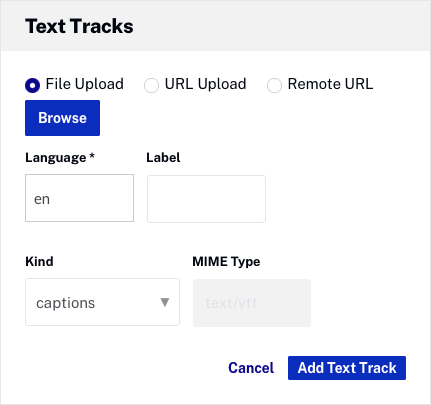 Text Tracks
File Upload URL Upload Remote URL
Browse
Language * Label
en
Kind MIME Type
captions text/vtt
Cancel Add Text Track